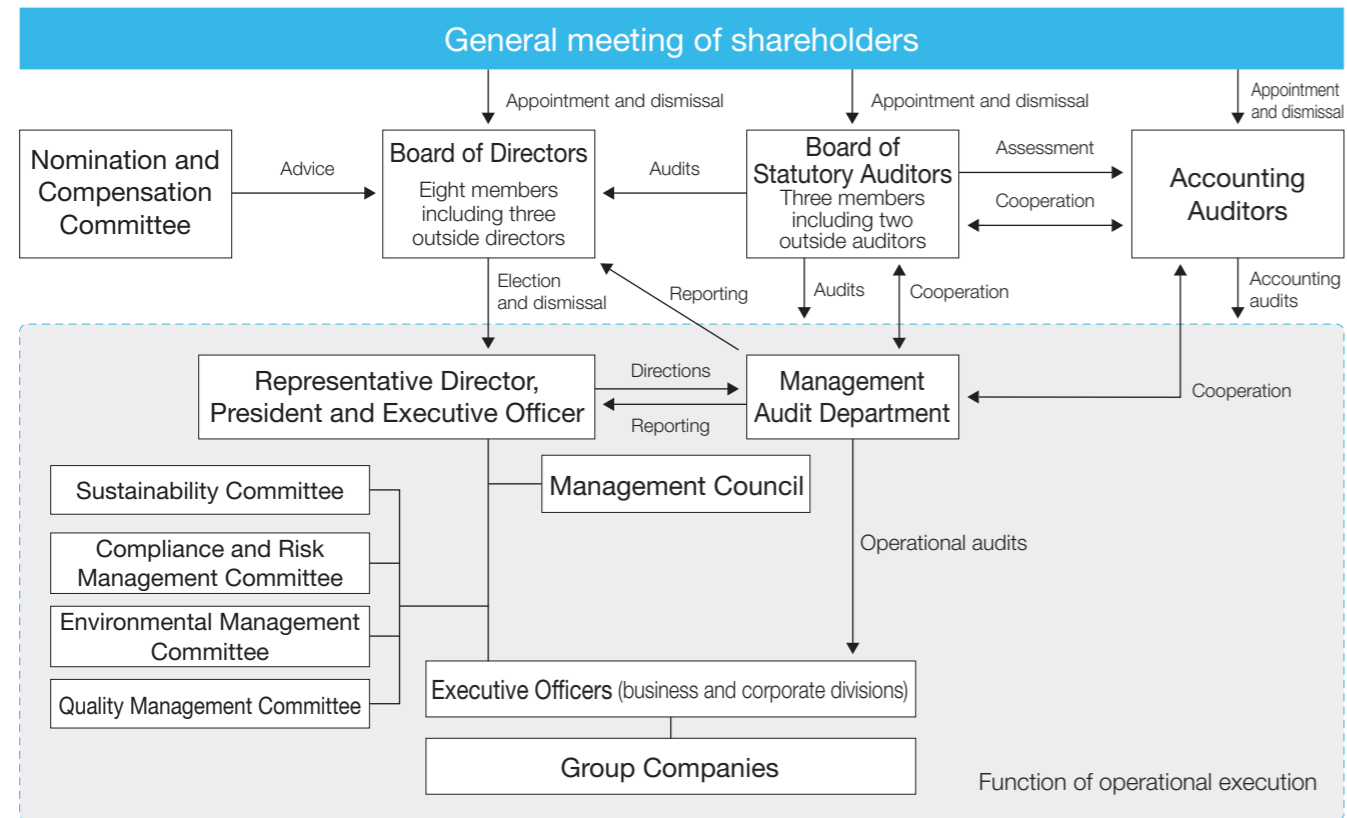 General meeting of shareholders
Appointment and dismissal
Appointment and dismissal
Appointment
and dismissal
Nomination and
Compensation
Committee
Advice
Board of Directors
Eight members
including three
outside directors
Audits
Board of
Statutory Auditors
Three members
including two
outside auditors
Assessment
Cooperation
Accounting
Auditors
Election
and dismissal
Reporting
Audits
Cooperation
Accounting
audits
Representative Director,
President and Executive Officer
Directions
Reporting
Management
Audit Department
Cooperation
Sustainability Committee
Management Council
Compliance and Risk
Management Committee
Operational audits
Environmental Management
Committee
Quality Management Committee
Executive Officers (business and corporate divisions)
Group Companies
Function of operational execution